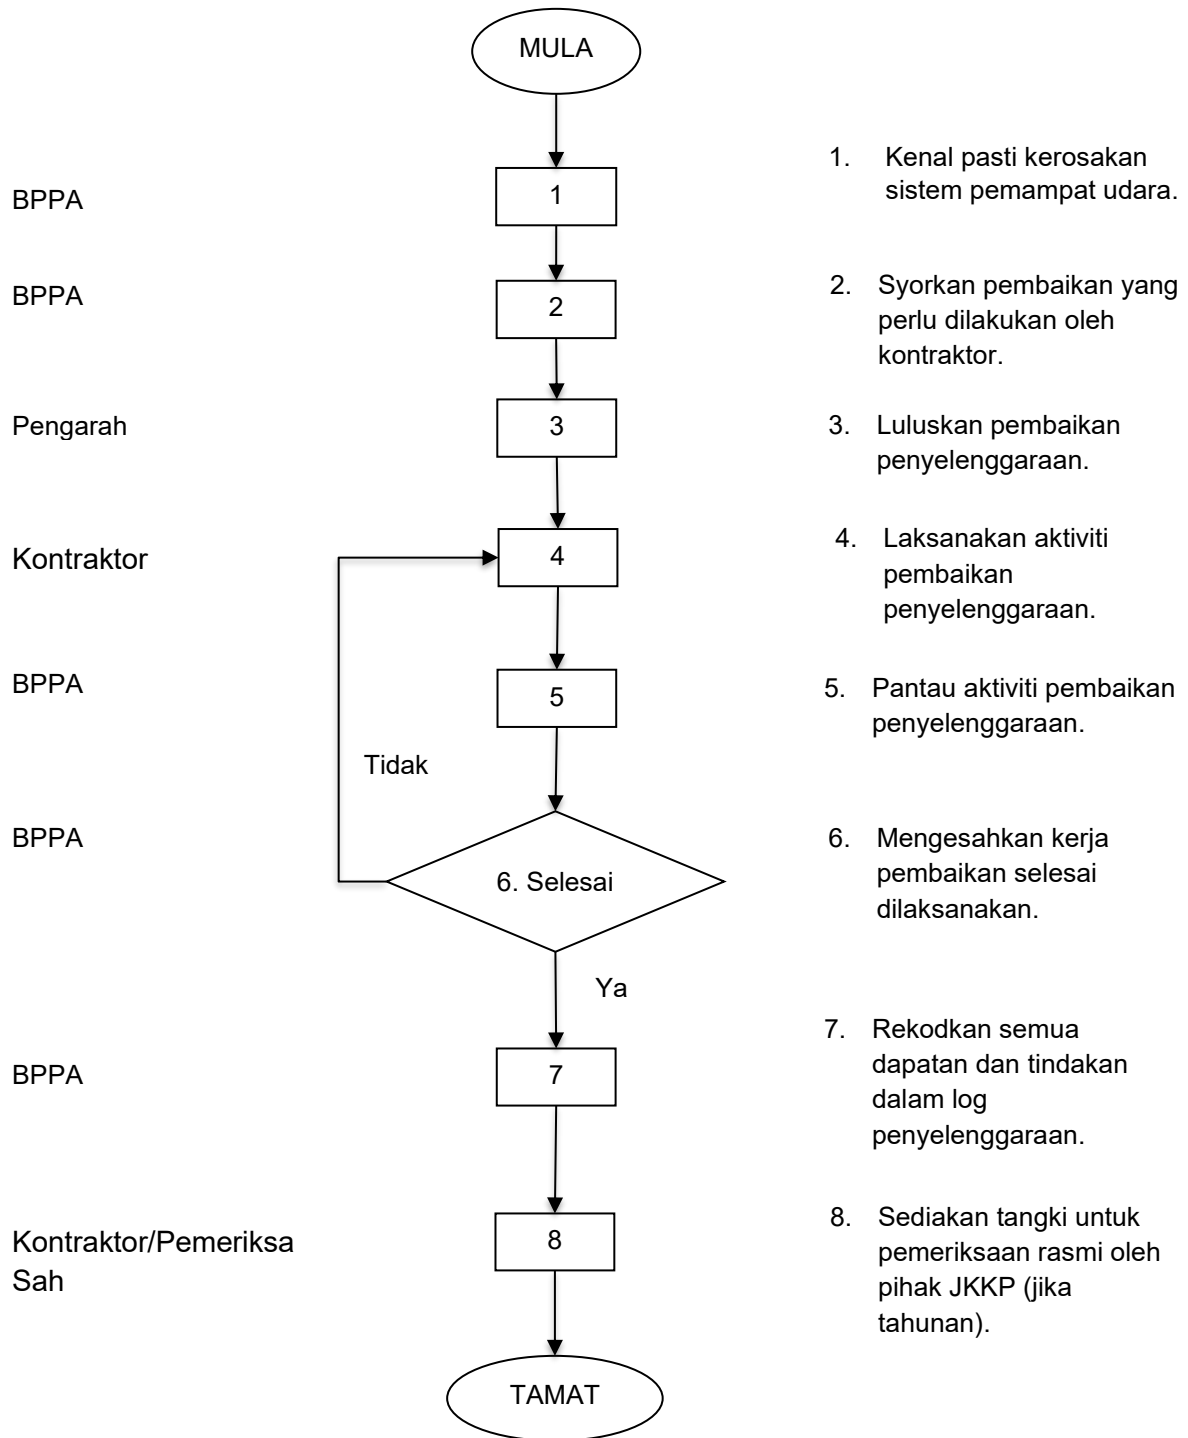 MULA
BPPA
1
1. Kenal pasti kerosakan
sistem pemampat udara.
BPPA
2
2. Syorkan pembaikan yang
perlu dilakukan oleh
kontraktor.
Pengarah
3
3. Luluskan pembaikan
penyelenggaraan.
Kontraktor
4
4. Laksanakan aktiviti
pembaikan
penyelenggaraan.
BPPA
5
5. Pantau aktiviti pembaikan
penyelenggaraan.
Tidak
BPPA
6. Selesai
6. Mengesahkan kerja
pembaikan selesai
dilaksanakan.
Ya
BPPA
7
7. Rekodkan semua
dapatan dan tindakan
dalam log
penyelenggaraan.
Kontraktor/Pemeriksa
Sah
8
8. Sediakan tangki untuk
pemeriksaan rasmi oleh
pihak JKKP (jika
tahunan).
TAMAT